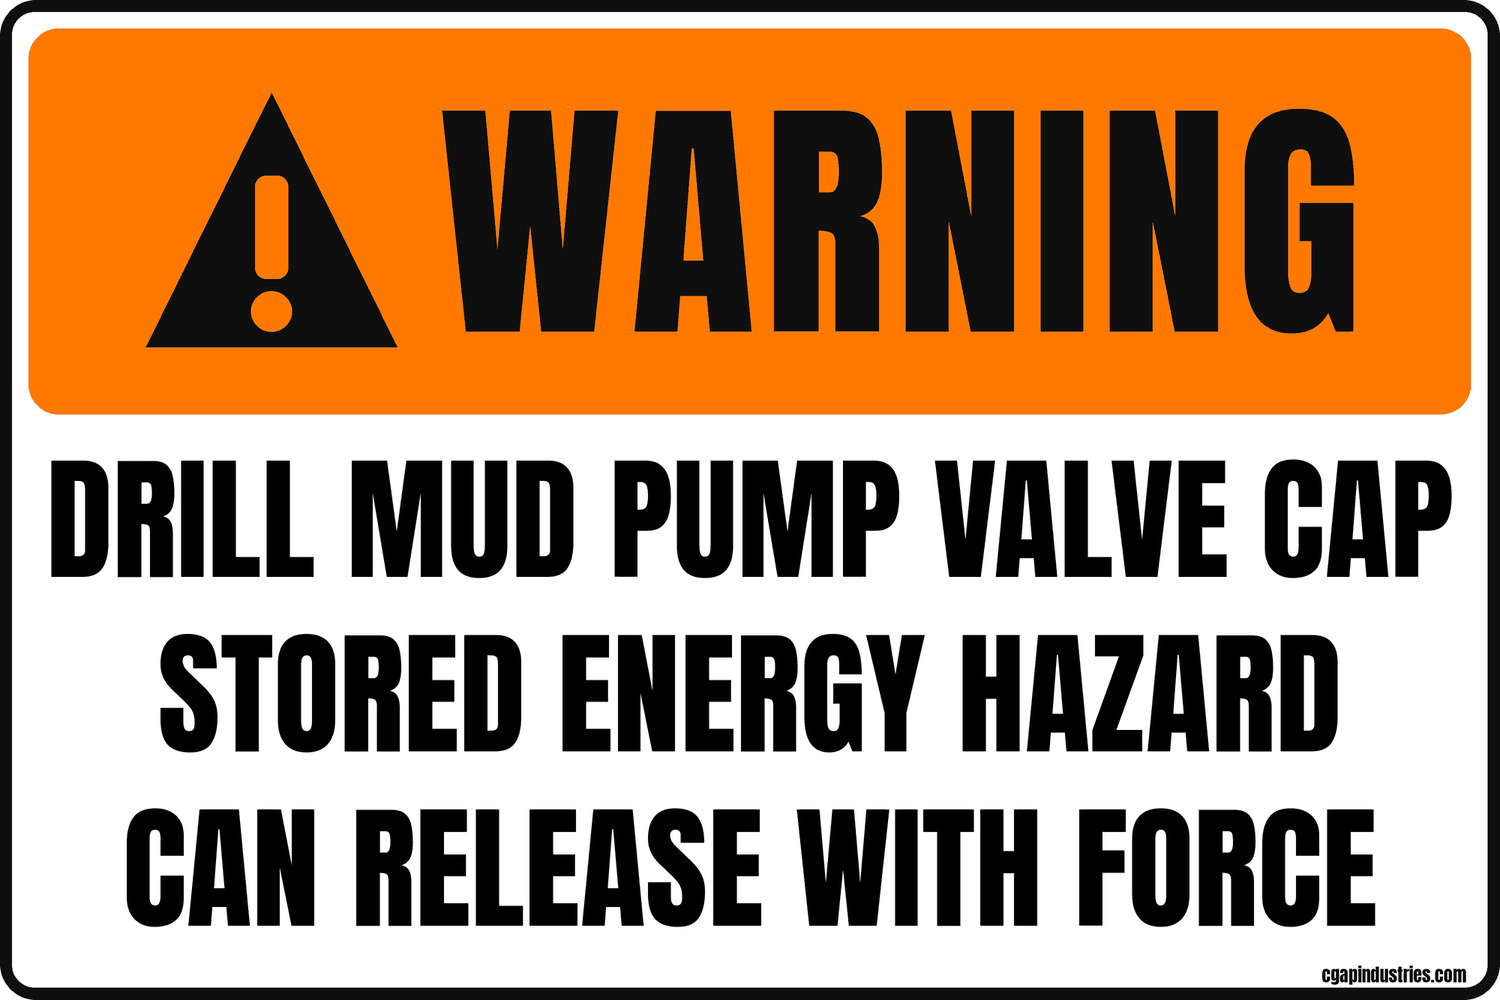 WARNING
DRILL MUD PUMP VALVE CAP
STORED ENERGY HAZARD
CAN RELEASE WITH FORCE
cgapindustries.com